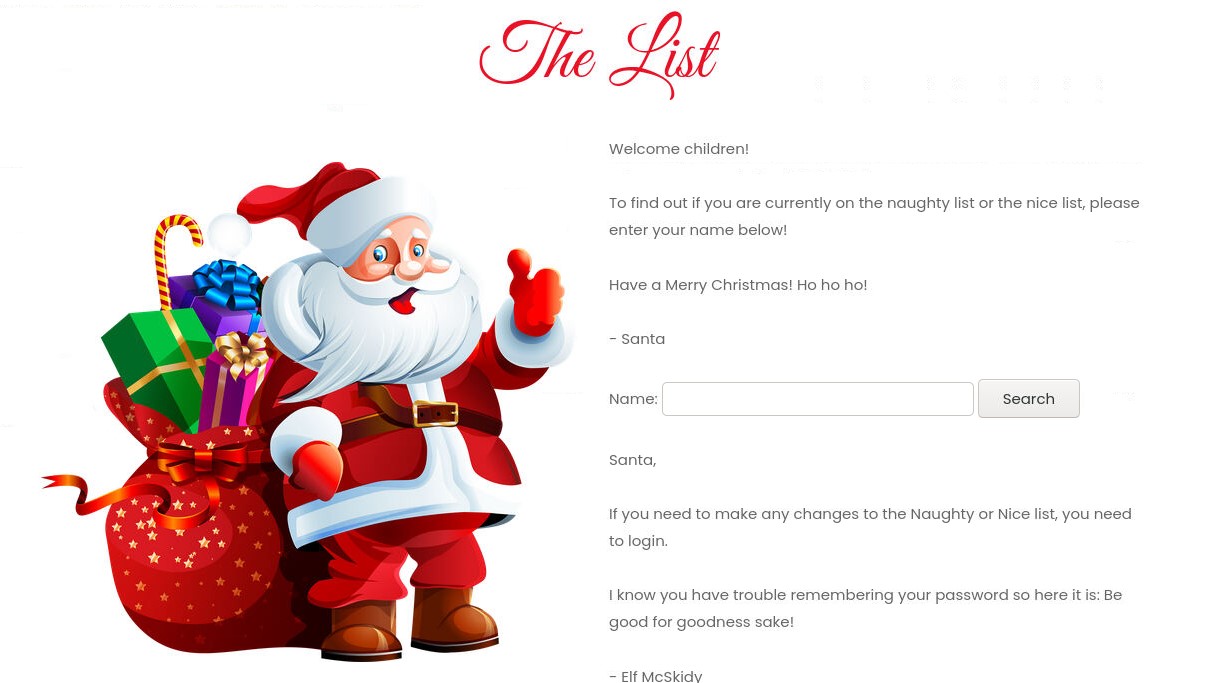 The List
Welcome children!
To find out if you are currently on the naughty list or the nice list, please
enter your name below!
Have a Merry Christmas! Ho ho ho!
- Santa
Name:
Search
Santa,
If you need to make any changes to the Naughty or Nice list, you need
to login.
I know you have trouble remembering your password so here it is: Be
good for goodness sake!
- Elf McSkidy